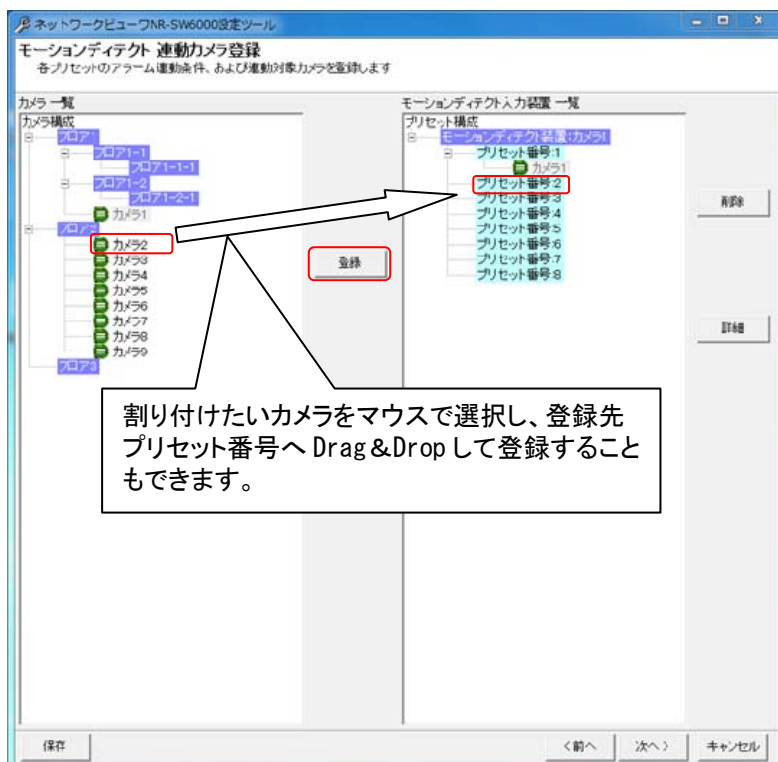 ネットワークビューワNR-SW6000設定ツール
モーションディテクト 連動カメラ登録
各プリセットのアラーム連動条件、および連動対象カメラを登録します
カメラ 一覧
カメラ構成
フロア1
フロア1-1
フロア1-1-1
フロア1-2
フロア1-2-1
カメラ1
フロア2
カメラ2
カメラ3
カメラ4
カメラ5
カメラ6
カメラ7
カメラ8
カメラ9
フロア3
登録
モーションディテクト入力装置 一覧
プリセット構成
モーションディテクト装置:カメラ1
プリセット番号:1
カメラ1
プリセット番号:2
プリセット番号:3
プリセット番号:4
プリセット番号:5
プリセット番号:6
プリセット番号:7
プリセット番号:8
削除
詳細
割り付けたいカメラをマウスで選択し、登録先
プリセット番号へ Drag&Drop して登録すること
もできます。
保存
<前へ
次へ>
キャンセル